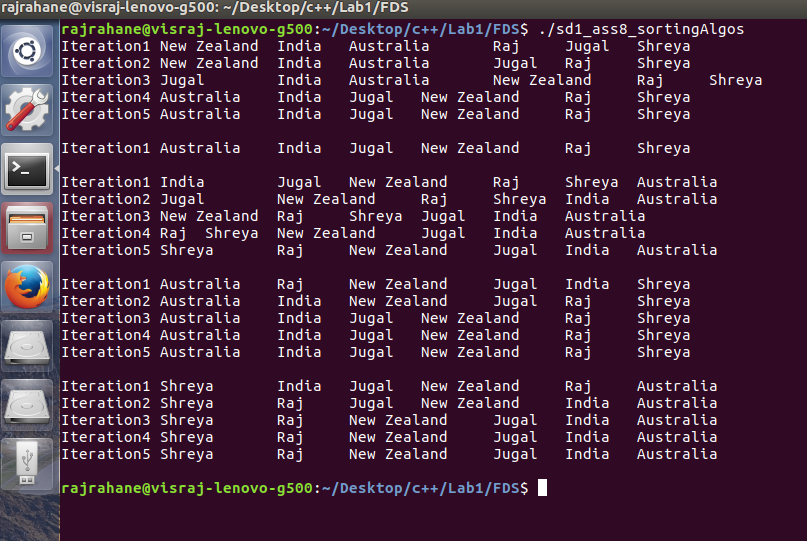 rajrahane@visraj-lenovo-g500: ~/Desktop/c++/Lab1/FDS
rajrahane@visraj-lenovo-g500:~/Desktop/c++/Lab1/FDS$ ./sd1_ass8_sortingAlgos
Iteration1 New Zealand India Australia Raj Jugal Shreya
Iteration2 New Zealand India Australia Jugal Raj Shreya
Iteration3 Jugal India Australia New Zealand Raj Shreya
Iteration4 Australia India Jugal New Zealand Raj Shreya
Iteration5 Australia India Jugal New Zealand Raj Shreya
Iteration1 Australia India Jugal New Zealand Raj Shreya
Iteration1 India Jugal New Zealand Raj Shreya Australia
Iteration2 Jugal New Zealand Raj Shreya India Australia
Iteration3 New Zealand Raj Shreya Jugal India Australia
Iteration4 Raj Shreya New Zealand Jugal India Australia
Iteration5 Shreya Raj New Zealand Jugal India Australia
Iteration1 Australia Raj New Zealand Jugal India Shreya
Iteration2 Australia India New Zealand Jugal Raj Shreya
Iteration3 Australia India Jugal New Zealand Raj Shreya
Iteration4 Australia India Jugal New Zealand Raj Shreya
Iteration5 Australia India Jugal New Zealand Raj Shreya
Iteration1 Shreya India Jugal New Zealand Raj Australia
Iteration2 Shreya Raj Jugal New Zealand India Australia
Iteration3 Shreya Raj New Zealand Jugal India Australia
Iteration4 Shreya Raj New Zealand Jugal India Australia
Iteration5 Shreya Raj New Zealand Jugal India Australia
rajrahane@visraj-lenovo-g500:~/Desktop/c++/Lab1/FDS$